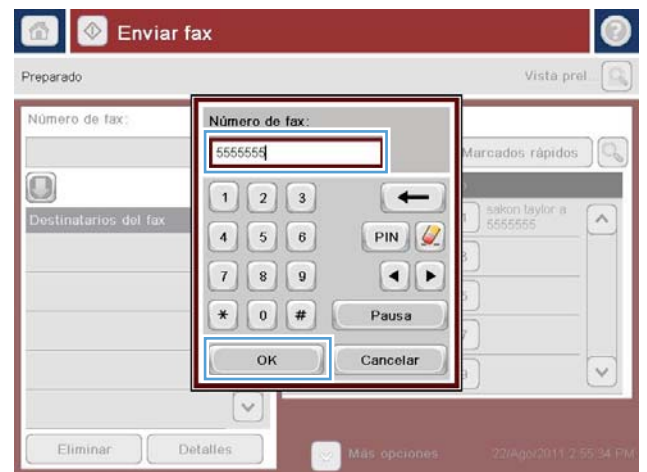 Enviar fax
Preparado
Vista prel...
Número de fax:
Marcados rápidos
Destinatarios del fax
sakon taylor a
5555555
Número de fax:
5555555
1 2 3
4 5 6 PIN
7 8 9
* 0 # Pausa
OK Cancelar
Eliminar Detalles
Más opciones
22/Ago/2011 2:55:34 PM